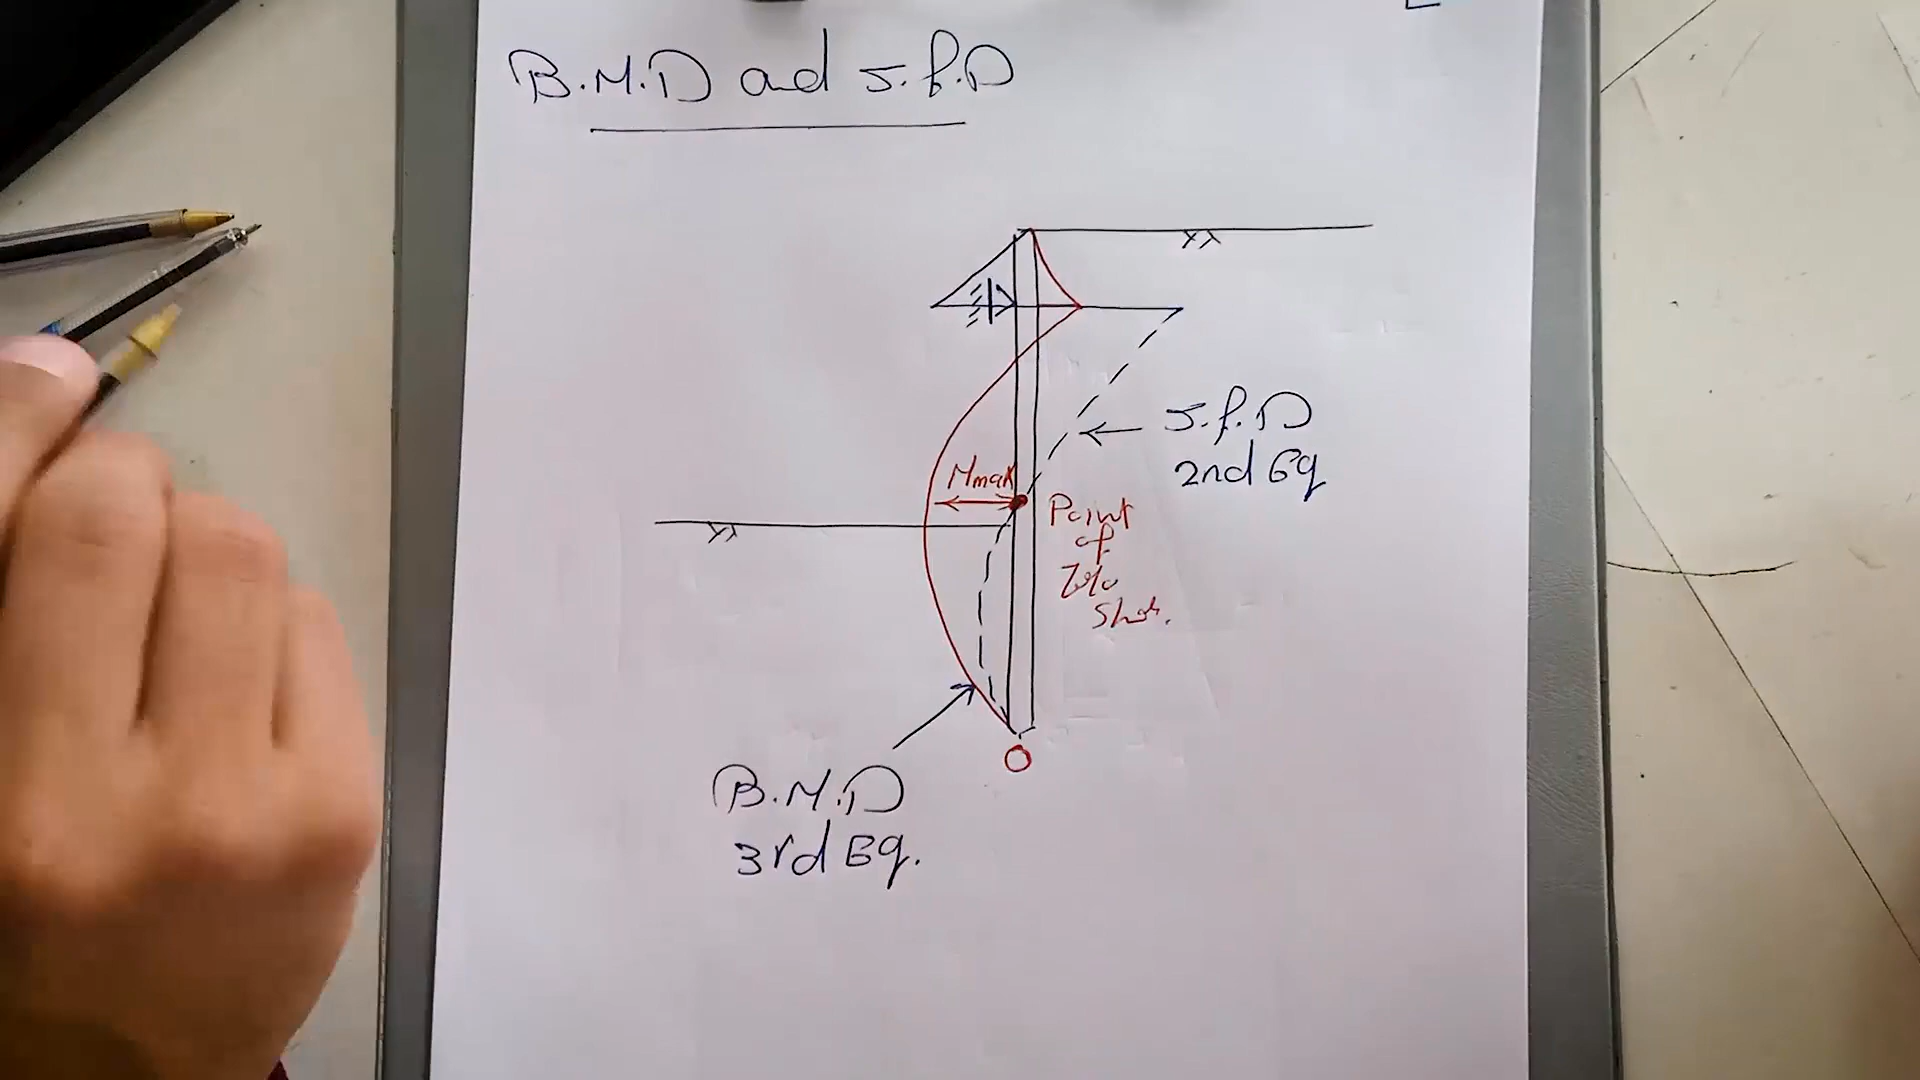 B.M.D and S.f.D
S.f.D
2nd Eq
Mmax
Point
of
Zero
Shear.
B.M.D
3rd Eq.
O